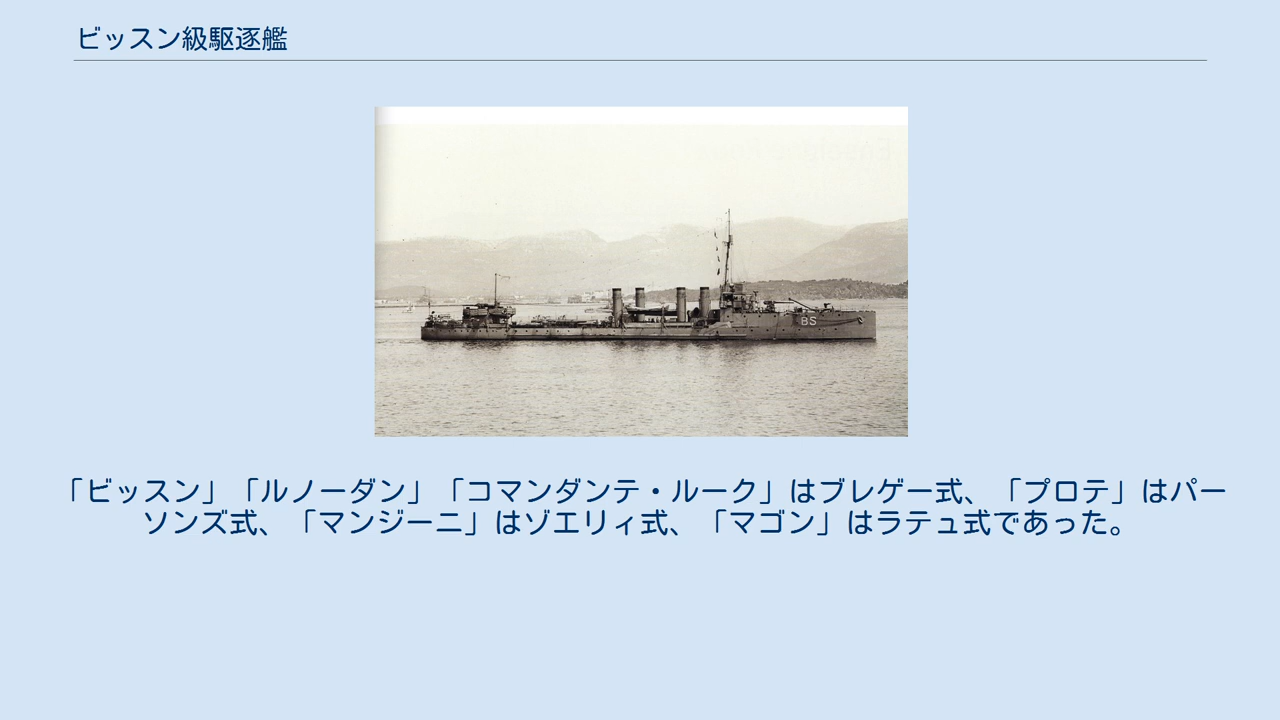 ビッスン級駆逐艦
BS
「ビッスン」「ルノーダン」「コマンダンテ・ルーク」はブレゲー式、「プロテ」はパー
ソンズ式、「マンジーニ」はゾエリィ式、「マゴン」はラテュ式であった。